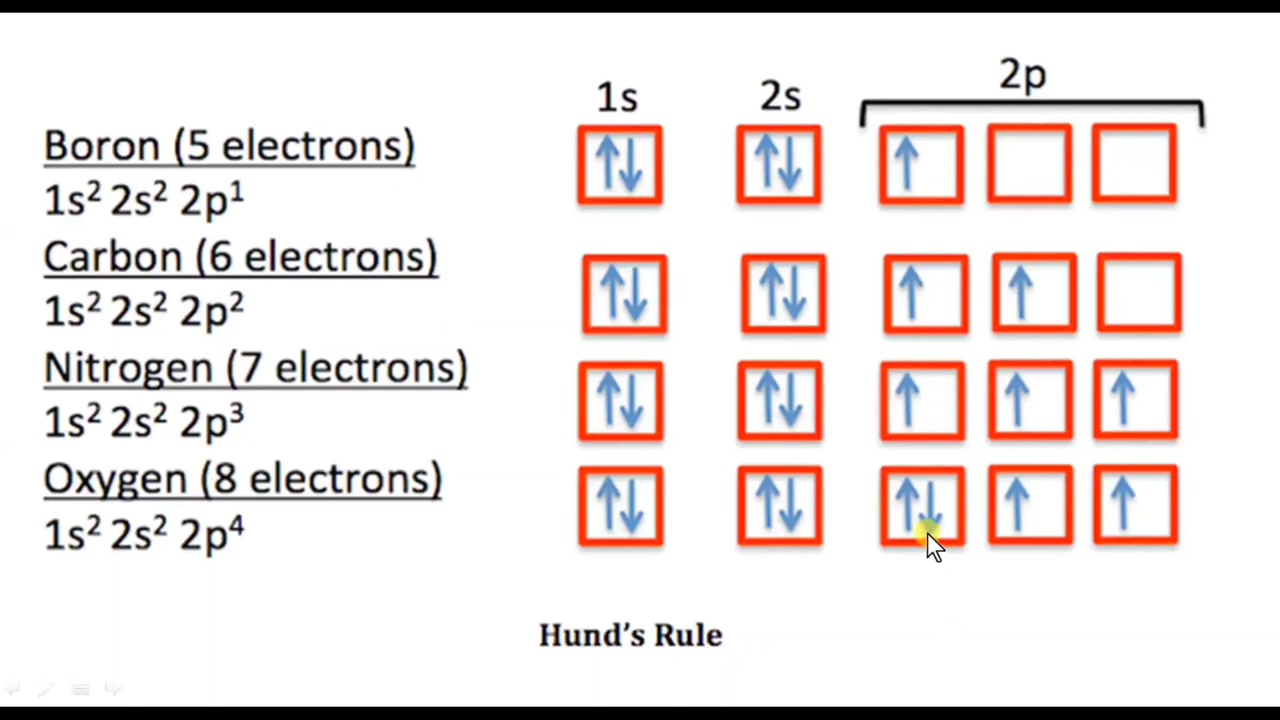 1s 2s 2p
Boron (5 electrons)
1s² 2s² 2p¹
Carbon (6 electrons)
1s² 2s² 2p²
Nitrogen (7 electrons)
1s² 2s² 2p³
Oxygen (8 electrons)
1s² 2s² 2p⁴
Hund's Rule